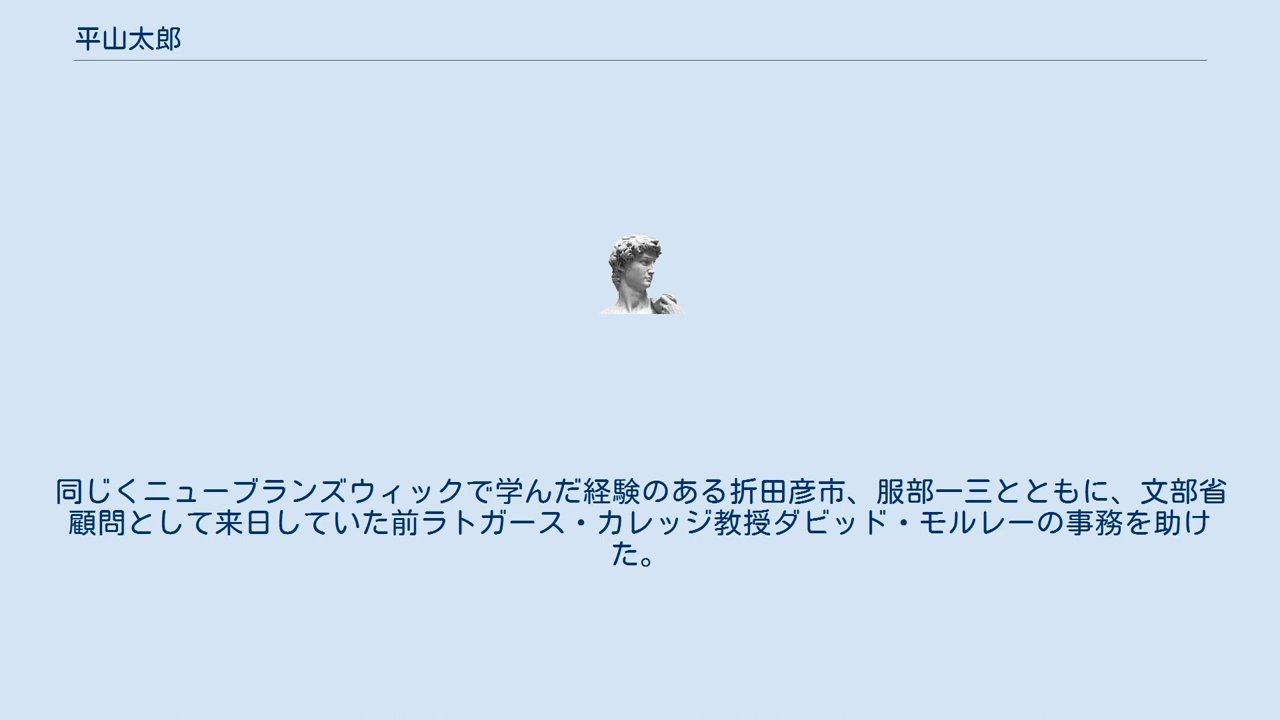 平山太郎
同じくニューブランズウィックで学んだ経験のある折田彦市、服部一三とともに、文部省
顧問として来日していた前ラトガース・カレッジ教授ダビッド・モルレーの事務を助け
た。